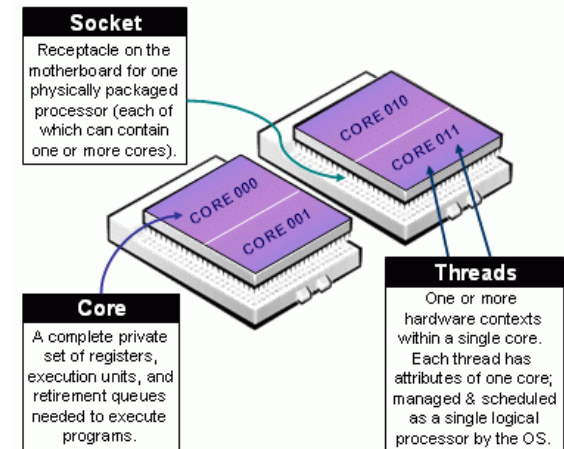 Socket
Receptacle on the
motherboard for one
physically packaged
processor (each of
which can contain
one or more cores).
CORE 010
CORE 011
CORE 000
CORE 001
Core
A complete private
set of registers,
execution units, and
retirement queues
needed to execute
programs.
Threads
One or more
hardware contexts
within a single core.
Each thread has
attributes of one core;
managed & scheduled
as a single logical
processor by the OS.